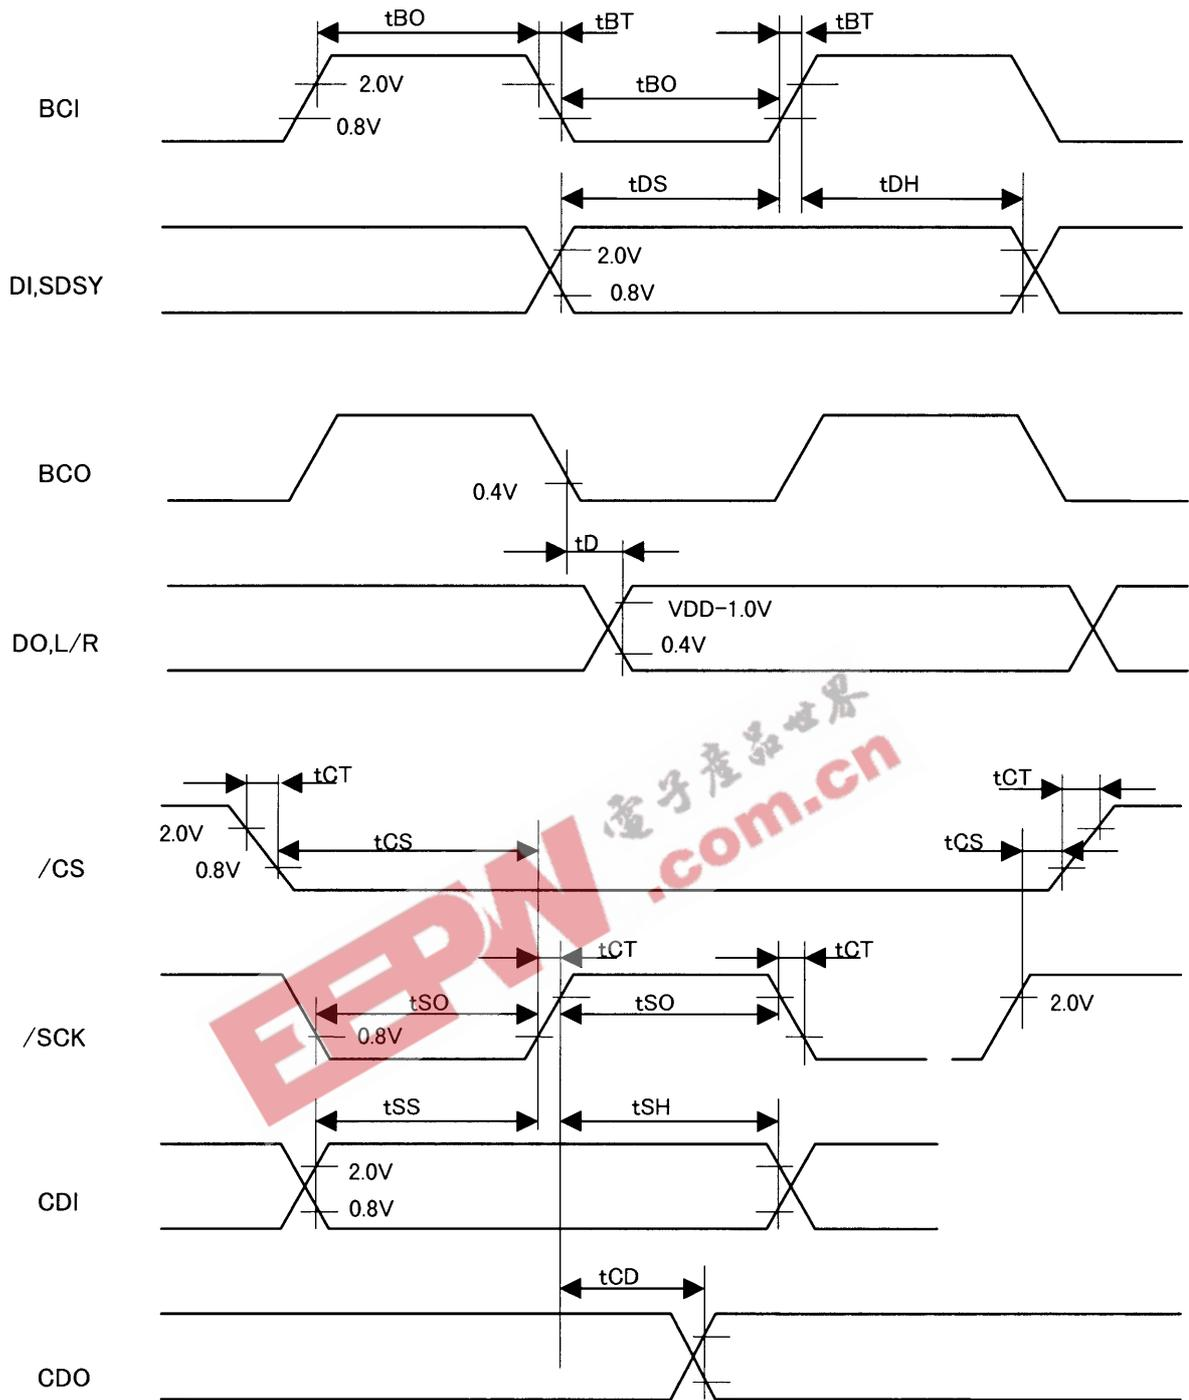 tBO tBT tBT
2.0V tBO
BCI
0.8V
tDS tDH
2.0V
DI,SDSY
0.8V
BCO
0.4V
tD
VDD-1.0V
DO,L/R
0.4V
電子產品世界
.com.cn
EEPW
tCT tCT
2.0V
tCS tCS
/CS
0.8V
tCT tCT
tSO tSO 2.0V
/SCK
0.8V
tSS tSH
2.0V
CDI
0.8V
tCD
CDO